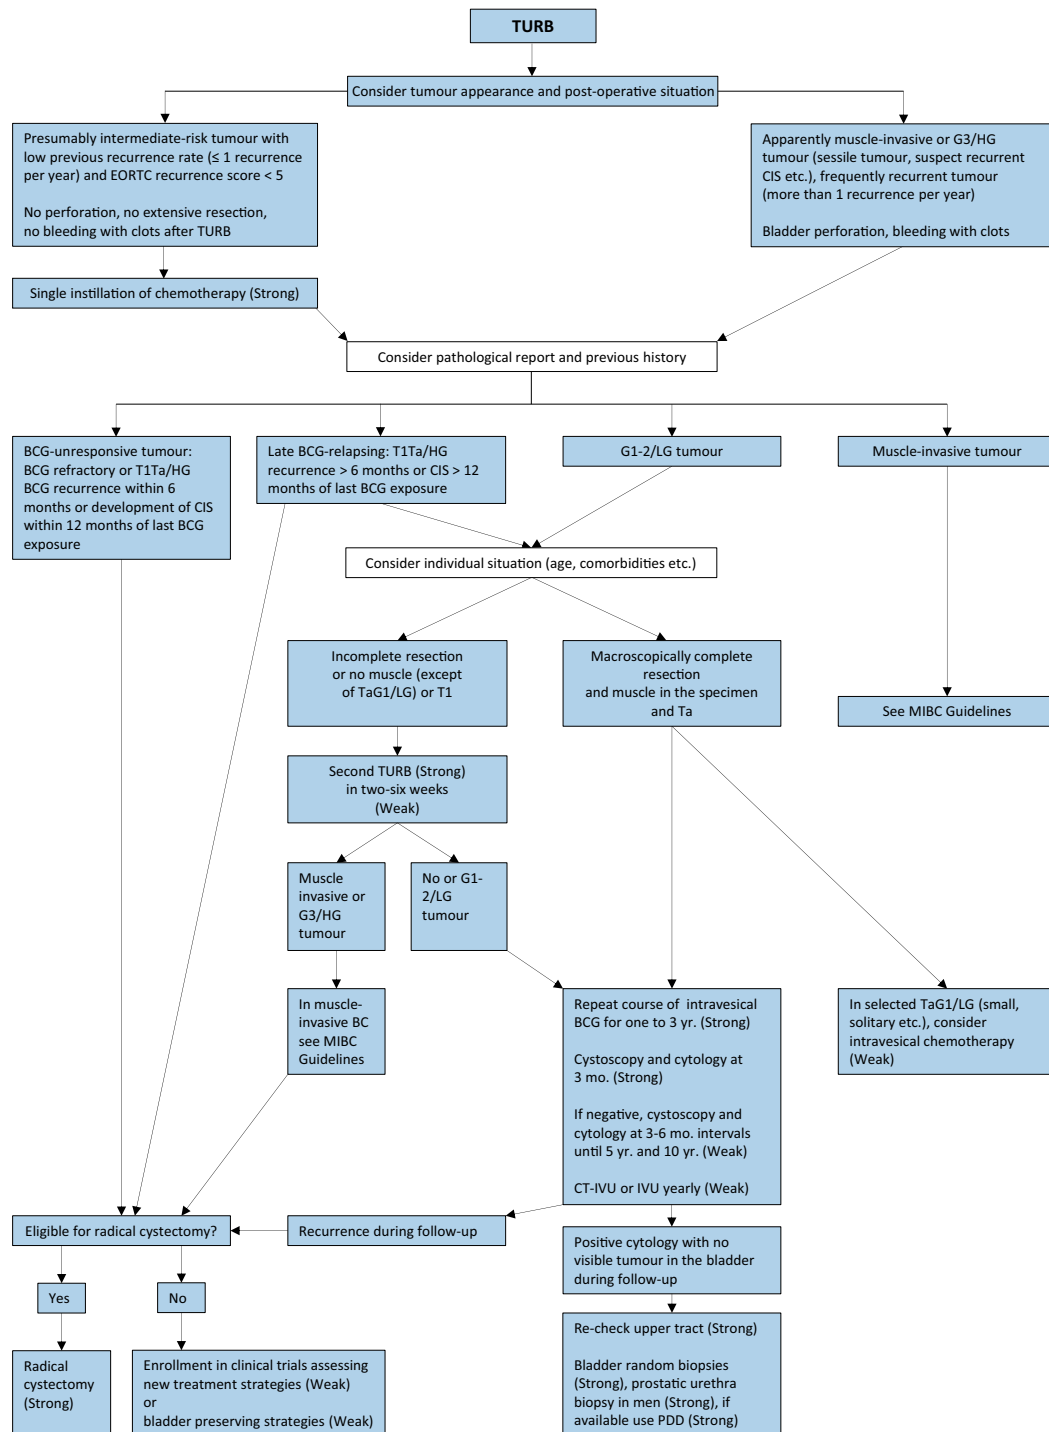 TURB
Consider tumour appearance and post-operative situation
Presumably intermediate-risk tumour with
low previous recurrence rate (≤ 1 recurrence
per year) and EORTC recurrence score < 5
No perforation, no extensive resection,
no bleeding with clots after TURB
Apparently muscle-invasive or G3/HG
tumour (sessile tumour, suspect recurrent
CIS etc.), frequently recurrent tumour
(more than 1 recurrence per year)
Bladder perforation, bleeding with clots
Single instillation of chemotherapy (Strong)
Consider pathological report and previous history
BCG-unresponsive tumour:
BCG refractory or T1Ta/HG
BCG recurrence within 6
months or development of CIS
within 12 months of last BCG
exposure
Late BCG-relapsing: T1Ta/HG
recurrence > 6 months or CIS > 12
months of last BCG exposure
G1-2/LG tumour
Muscle-invasive tumour
Consider individual situation (age, comorbidities etc.)
Incomplete resection
or no muscle (except
of TaG1/LG) or T1
Macroscopically complete
resection
and muscle in the specimen
and Ta
See MIBC Guidelines
Second TURB (Strong)
in two-six weeks
(Weak)
Muscle
invasive or
G3/HG
tumour
No or G1-
2/LG
tumour
In muscle-
invasive BC
see MIBC
Guidelines
Repeat course of intravesical
BCG for one to 3 yr. (Strong)
Cystoscopy and cytology at
3 mo. (Strong)
If negative, cystoscopy and
cytology at 3-6 mo. intervals
until 5 yr. and 10 yr. (Weak)
CT-IVU or IVU yearly (Weak)
In selected TaG1/LG (small,
solitary etc.), consider
intravesical chemotherapy
(Weak)
Eligible for radical cystectomy?
Recurrence during follow-up
Positive cytology with no
visible tumour in the bladder
during follow-up
Yes
No
Radical
cystectomy
(Strong)
Enrollment in clinical trials assessing
new treatment strategies (Weak)
or
bladder preserving strategies (Weak)
Re-check upper tract (Strong)
Bladder random biopsies
(Strong), prostatic urethra
biopsy in men (Strong), if
available use PDD (Strong)